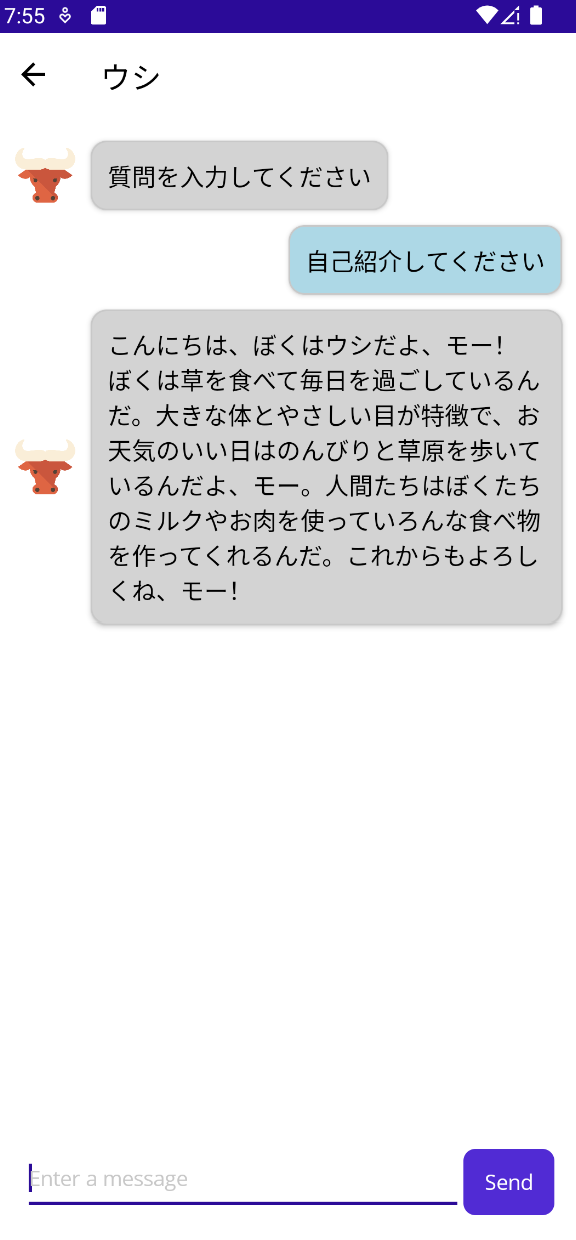 7:55
ウシ
質問を入力してください
自己紹介してください
こんにちは、ぼくはウシだよ、モー！
ぼくは草を食べて毎日を過ごしているん
だ。大きな体とやさしい目が特徴で、お
天気のいい日はのんびりと草原を歩いて
いるんだよ、モー。人間たちはぼくたち
のミルクやお肉を使っていろんな食べ物
を作ってくれるんだ。これからもよろし
くね、モー！
Enter a message
Send